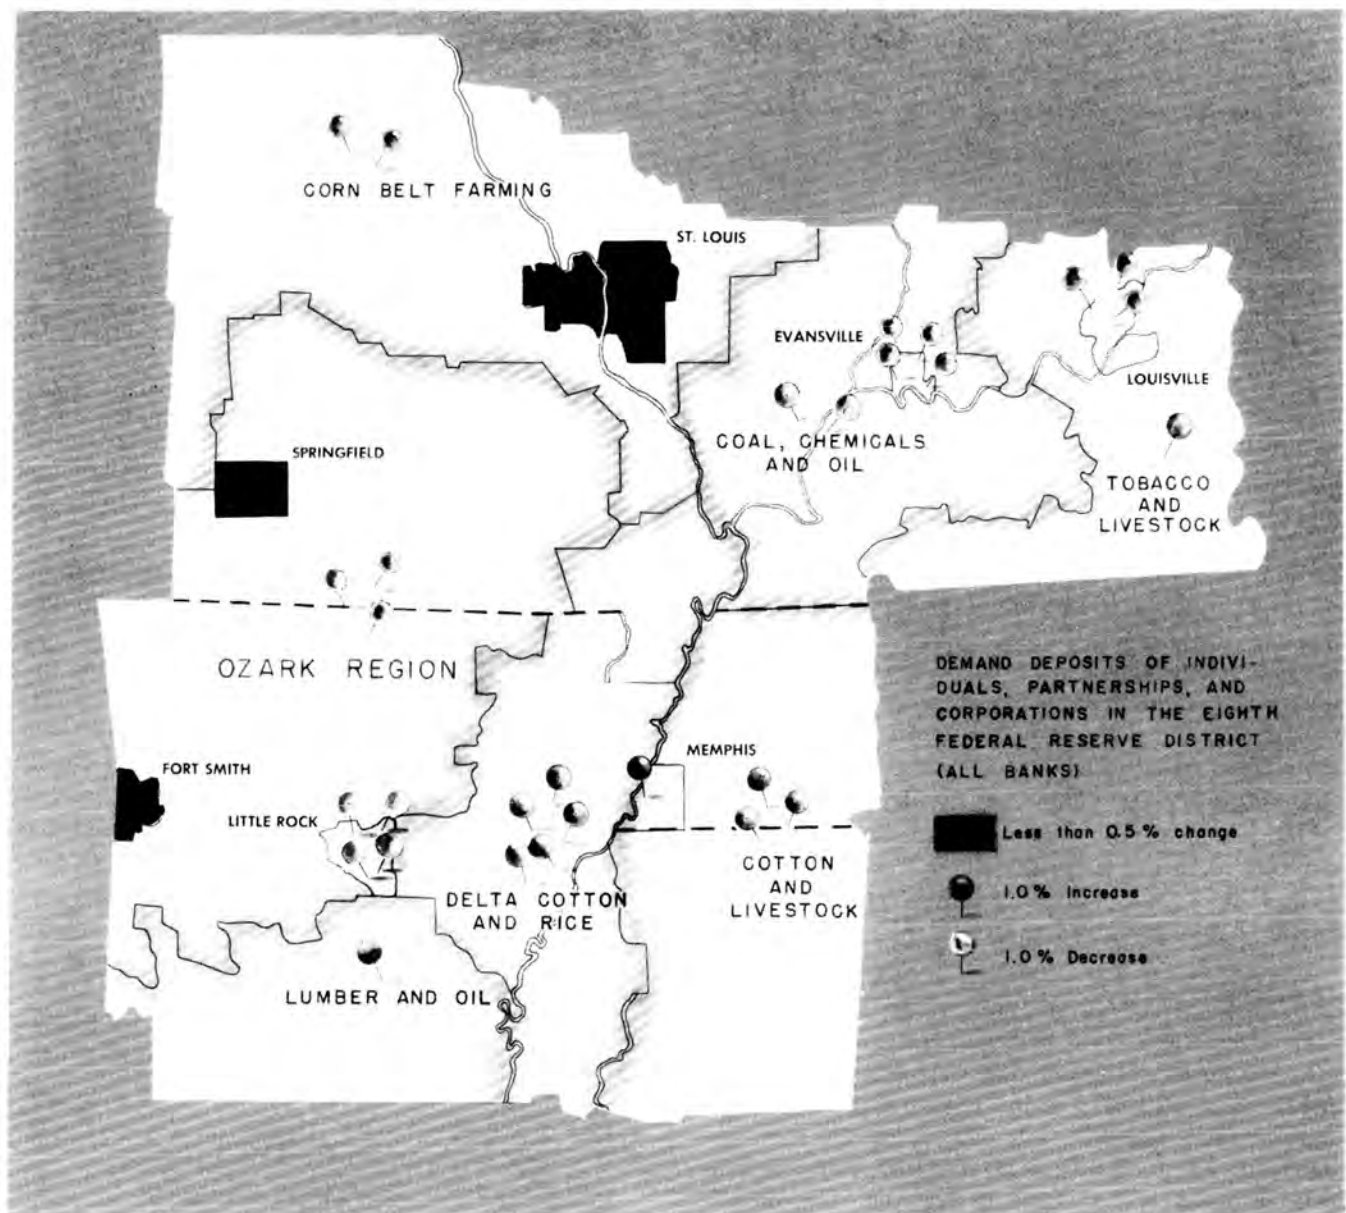 CORN BELT FARMING
ST. LOUIS
EVANSVILLE
LOUISVILLE
COAL, CHEMICALS
AND OIL
SPRINGFIELD
TOBACCO
AND
LIVESTOCK
OZARK REGION
DEMAND DEPOSITS OF INDIVI-
DUALS, PARTNERSHIPS, AND
CORPORATIONS IN THE EIGHTH
FEDERAL RESERVE DISTRICT
(ALL BANKS)
Less than 0.5% change
1.0% Increase
1.0% Decrease
MEMPHIS
FORT SMITH
LITTLE ROCK
COTTON
AND
LIVESTOCK
DELTA COTTON
AND RICE
LUMBER AND OIL